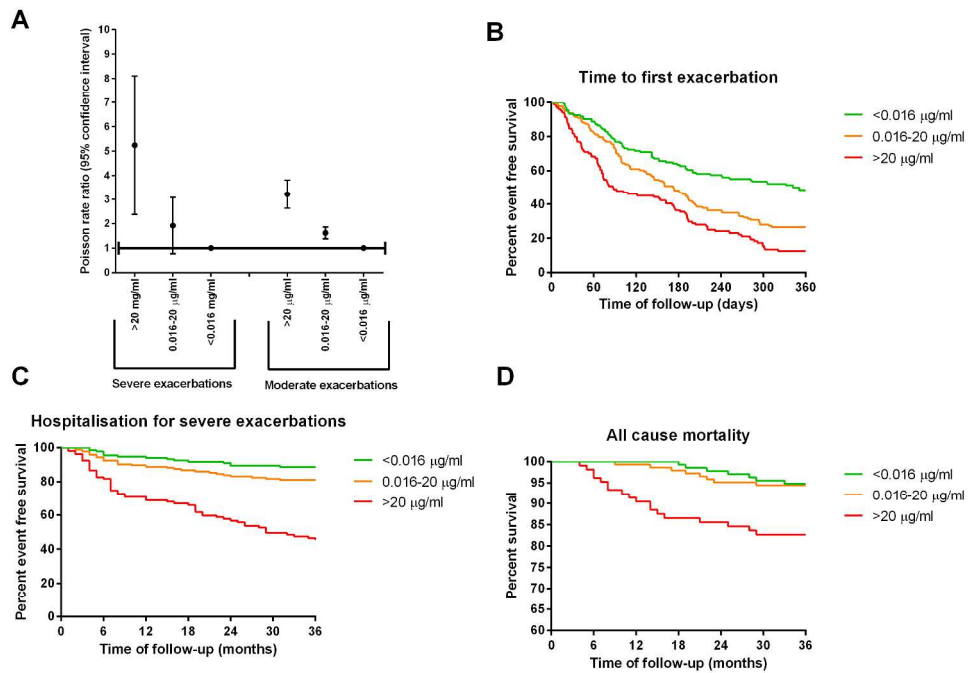 A
Poisson rate ratio (95% confidence interval)
10
9
8
7
6
5
4
3
2
1
0
>20 mg/ml
0.016-20 µg/ml
<0.016 mg/ml
>20 µg/ml
0.016-20 µg/ml
<0.016 µg/ml
Severe exacerbations
Moderate exacerbations
B
Time to first exacerbation
Percent event free survival
100
80
60
40
20
0
0 60 120 180 240 300 360
Time of follow-up (days)
<0.016 µg/ml
0.016-20 µg/ml
>20 µg/ml
C
Hospitalisation for severe exacerbations
Percent event free survival
100
80
60
40
20
0
0 6 12 18 24 30 36
Time of follow-up (months)
<0.016 µg/ml
0.016-20 µg/ml
>20 µg/ml
D
All cause mortality
Percent survival
100
95
90
85
80
75
70
65
60
0 6 12 18 24 30 36
Time of follow-up (months)
<0.016 µg/ml
0.016-20 µg/ml
>20 µg/ml